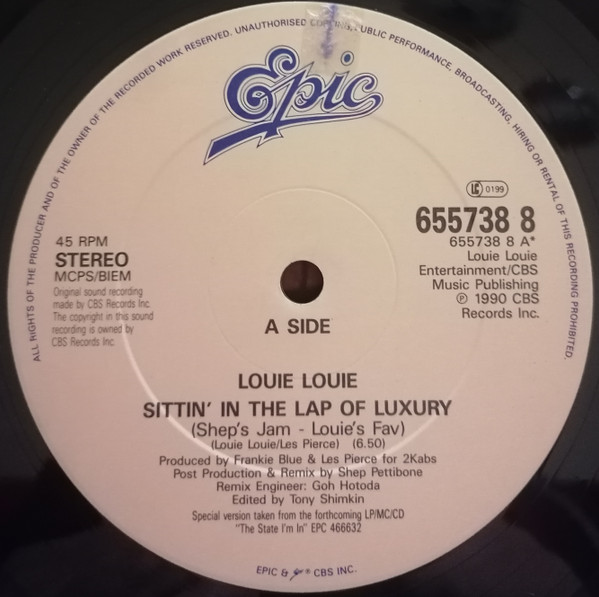 ALL RIGHTS OF THE PRODUCER AND OF THE OWNER OF THE RECORDED WORK RESERVED. UNAUTHORISED COPYING, PUBLIC PERFORMANCE, BROADCASTING, HIRING OR RENTAL OF THIS RECORDING PROHIBITED.
Epic
LC 0199
655738 8
655738 8 A*
Louie Louie
Entertainment/CBS
Music Publishing
℗ 1990 CBS
Records Inc.
45 RPM
STEREO
MCPS/BIEM
Original sound recording
made by CBS Records Inc.
The copyright in this sound
recording is owned by
CBS Records Inc.
A SIDE
LOUIE LOUIE
SITTIN' IN THE LAP OF LUXURY
(Shep's Jam - Louie's Fav)
(Louie Louie/Les Pierce) (6.50)
Produced by Frankie Blue & Les Pierce for 2Kabs
Post Production & Remix by Shep Pettibone
Remix Engineer: Goh Hotoda
Edited by Tony Shimkin
Special version taken from the forthcoming LP/MC/CD
"The State I'm In" EPC 466632
EPIC & ® CBS INC.